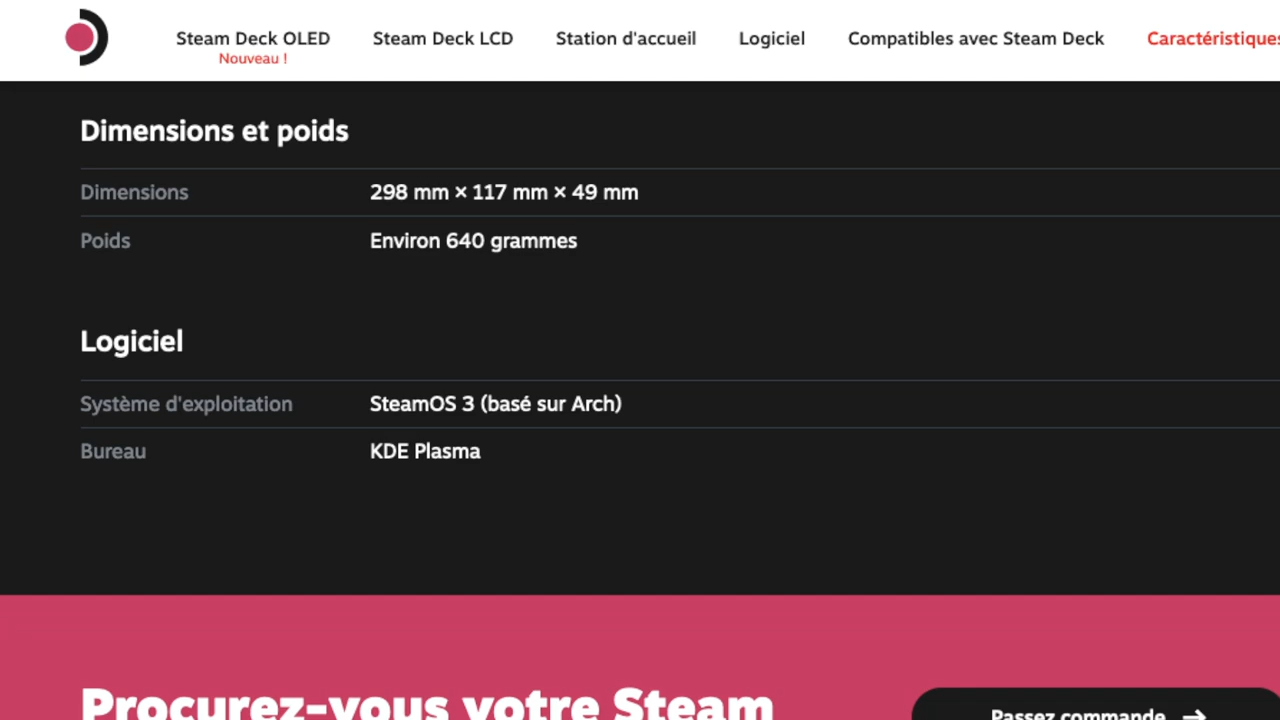 Steam Deck OLED Steam Deck LCD Station d'accueil Logiciel Compatibles avec Steam Deck Caractéristiques
Nouveau !
Dimensions et poids
Dimensions 298 mm × 117 mm × 49 mm
Poids Environ 640 grammes
Logiciel
Système d'exploitation SteamOS 3 (basé sur Arch)
Bureau KDE Plasma
Procurez-vous votre Steam
Passez commande →